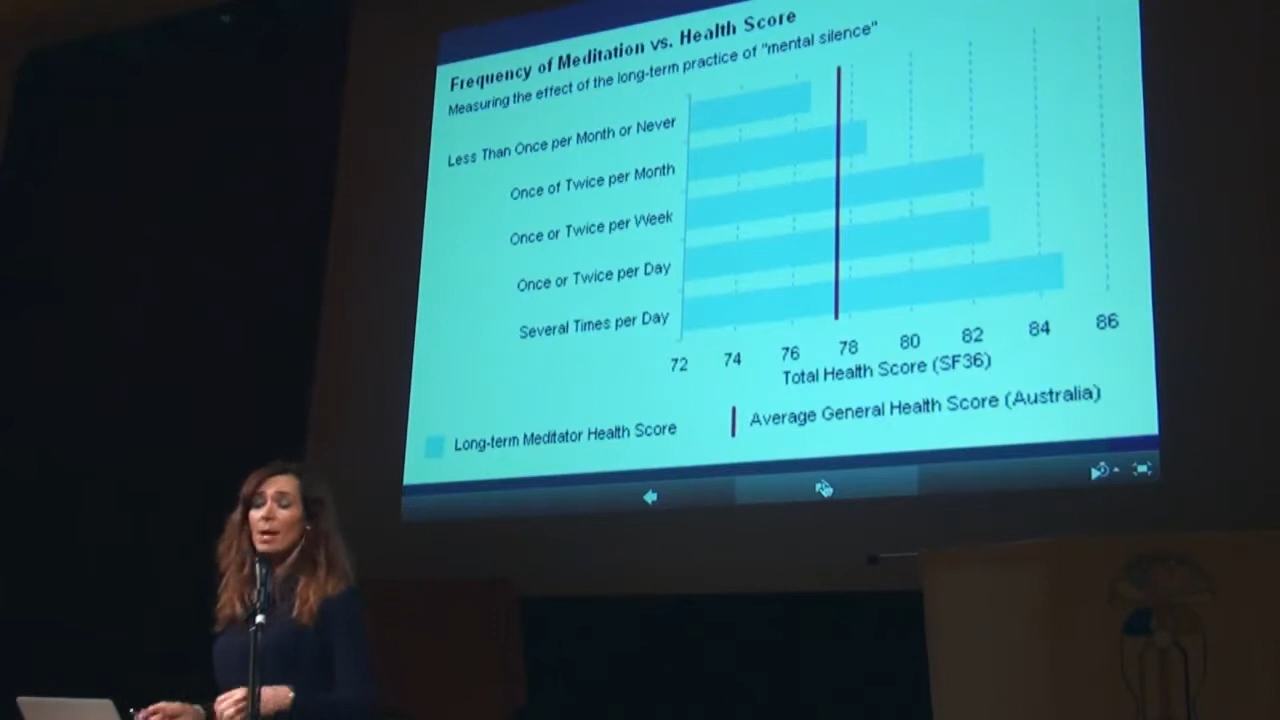 Frequency of Meditation vs. Health Score
Measuring the effect of the long-term practice of "mental silence"
Less Than Once per Month or Never
Once of Twice per Month
Once or Twice per Week
Once or Twice per Day
Several Times per Day
72 74 76 78 80 82 84 86
Total Health Score (SF36)
Long-term Meditator Health Score
Average General Health Score (Australia)